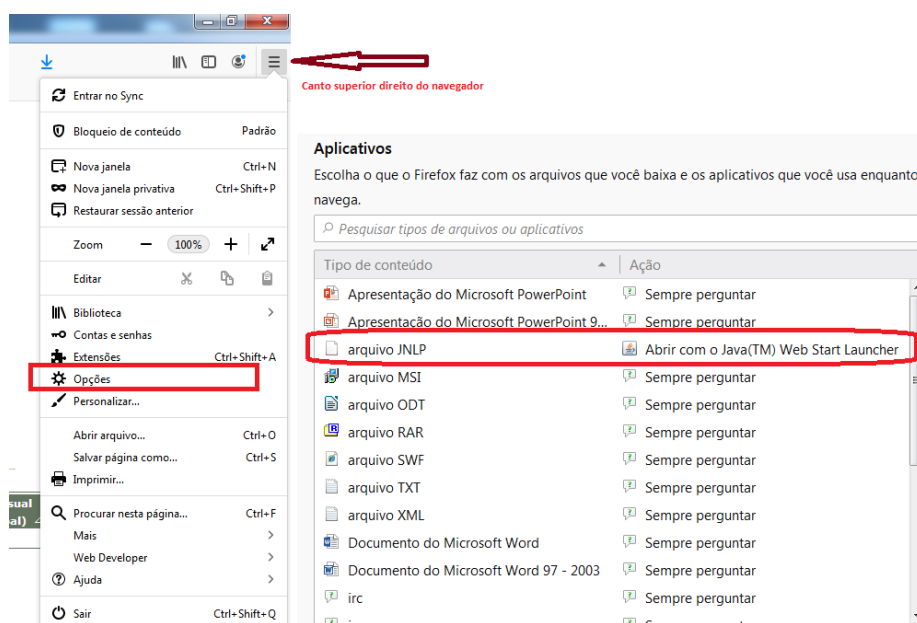 Canto superior direito do navegador
Entrar no Sync
Bloqueio de conteúdo Padrão
Nova janela Ctrl+N
Nova janela privativa Ctrl+Shift+P
Restaurar sessão anterior
Zoom 100%
Editar
Biblioteca
Contas e senhas
Extensões Ctrl+Shift+A
Opções
Personalizar...
Abrir arquivo... Ctrl+O
Salvar página como... Ctrl+S
Imprimir...
Procurar nesta página... Ctrl+F
Mais
Web Developer
Ajuda
Sair Ctrl+Shift+Q
sual
al)
Aplicativos
Escolha o que o Firefox faz com os arquivos que você baixa e os aplicativos que você usa enquanto
navega.
Pesquisar tipos de arquivos ou aplicativos
Tipo de conteúdo Ação
Apresentação do Microsoft PowerPoint Sempre perguntar
Apresentação do Microsoft PowerPoint 9... Sempre perguntar
arquivo JNLP Abrir com o Java(TM) Web Start Launcher
arquivo MSI Sempre perguntar
arquivo ODT Sempre perguntar
arquivo RAR Sempre perguntar
arquivo SWF Sempre perguntar
arquivo TXT Sempre perguntar
arquivo XML Sempre perguntar
Documento do Microsoft Word Sempre perguntar
Documento do Microsoft Word 97 - 2003 Sempre perguntar
irc Sempre perguntar